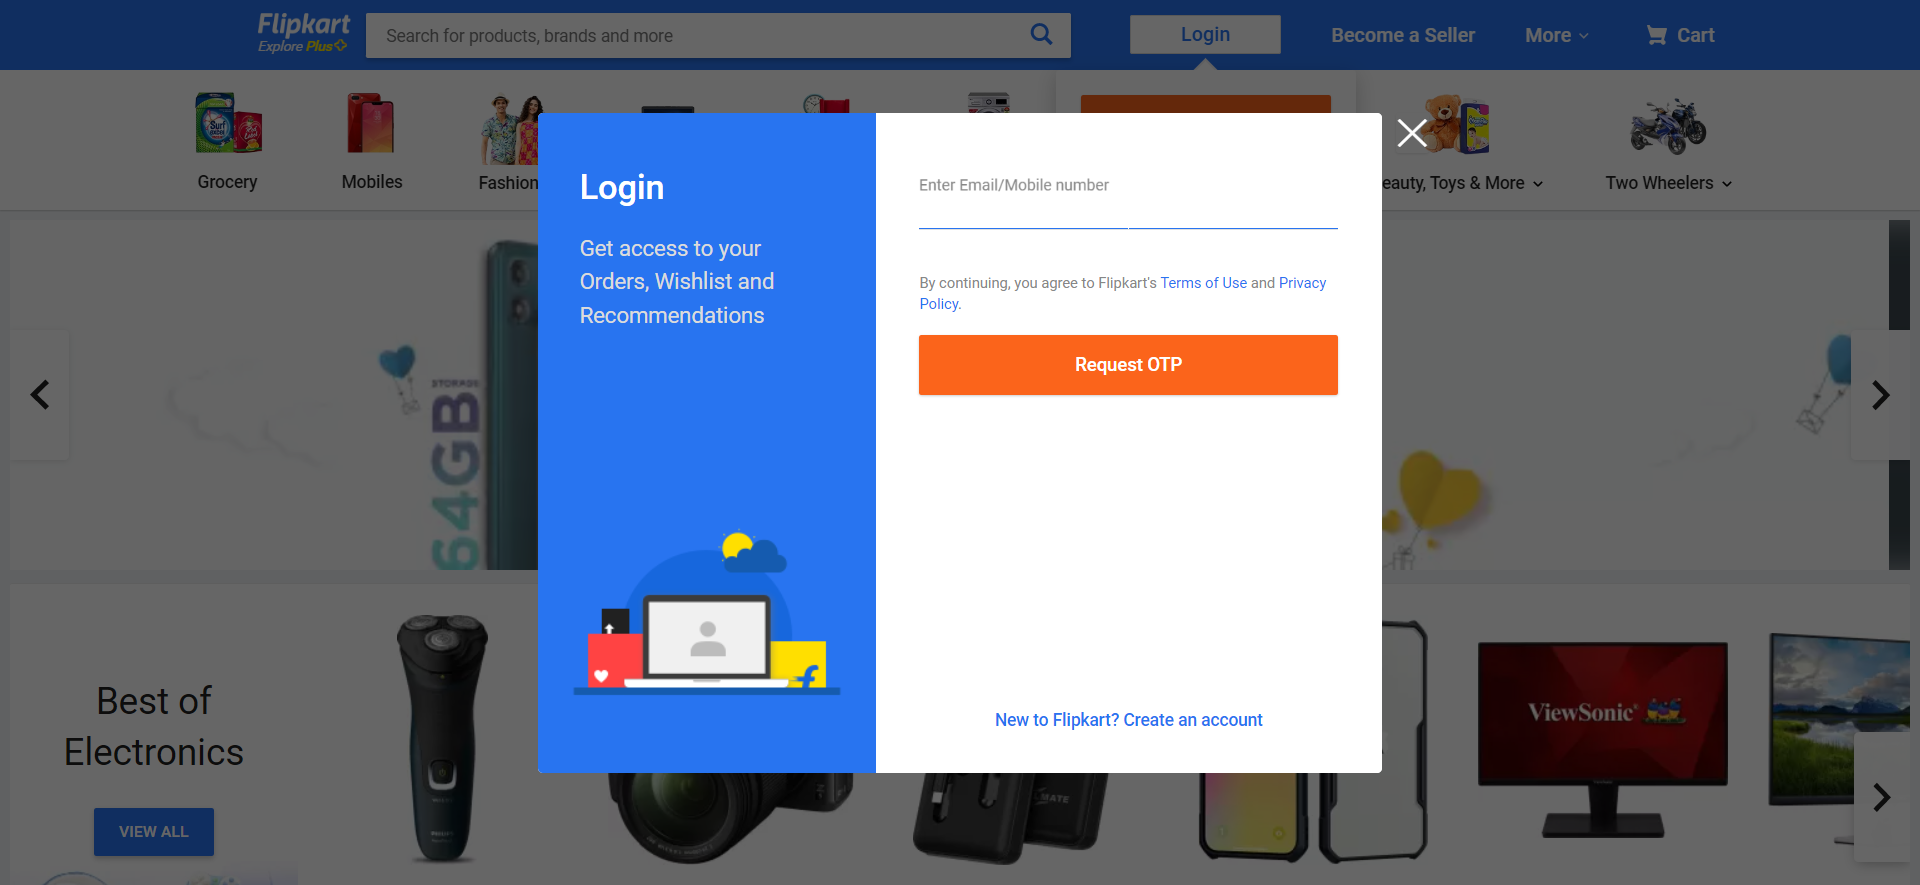 Flipkart
Explore Plus
Search for products, brands and more
Login
Become a Seller
More
Cart
Grocery
Mobiles
Fashion
eauty, Toys & More
Two Wheelers
Login
Get access to your
Orders, Wishlist and
Recommendations
Enter Email/Mobile number
By continuing, you agree to Flipkart's Terms of Use and Privacy
Policy.
Request OTP
New to Flipkart? Create an account
STORAGE
64GB
Best of
Electronics
VIEW ALL
ViewSonic
MATE
PHILIPS
Surf